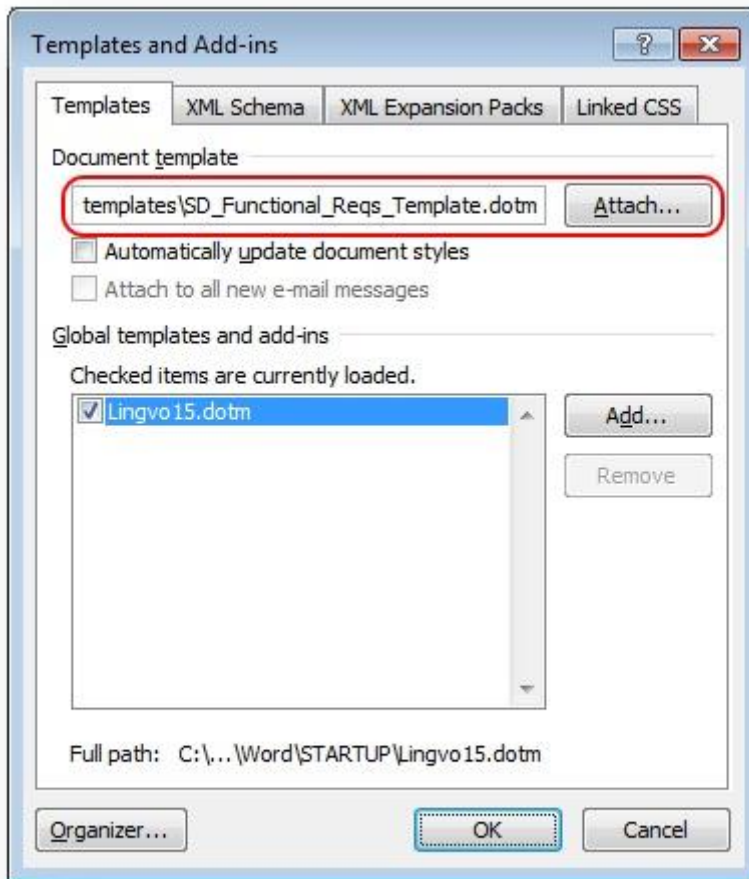 Templates and Add-ins
Templates XML Schema XML Expansion Packs Linked CSS
Document template
templates\SD_Functional_Reqs_Template.dotm Attach...
Automatically update document styles
Attach to all new e-mail messages
Global templates and add-ins
Checked items are currently loaded.
Lingvo15.dotm
Add...
Remove
Full path: C:\...\Word\STARTUP\Lingvo15.dotm
Organizer... OK Cancel